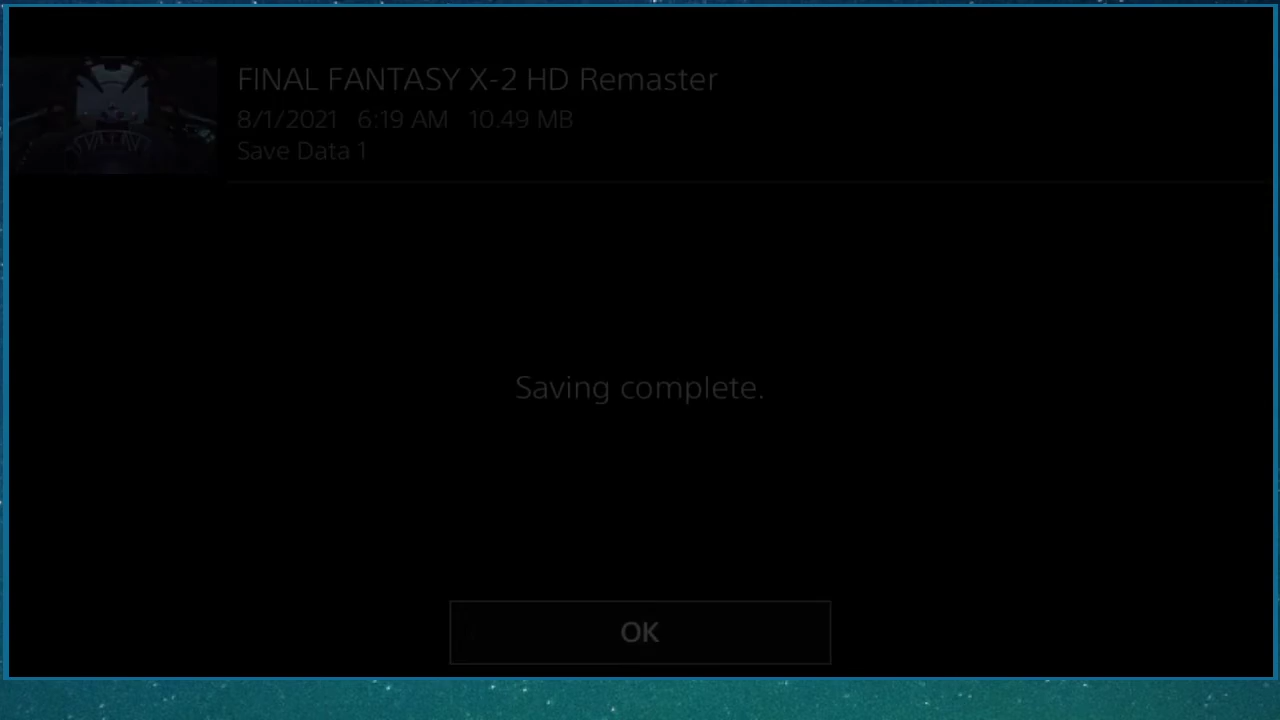 FINAL FANTASY X-2 HD Remaster
8/1/2021 6:19 AM 10.49 MB
Save Data 1
Saving complete.
OK